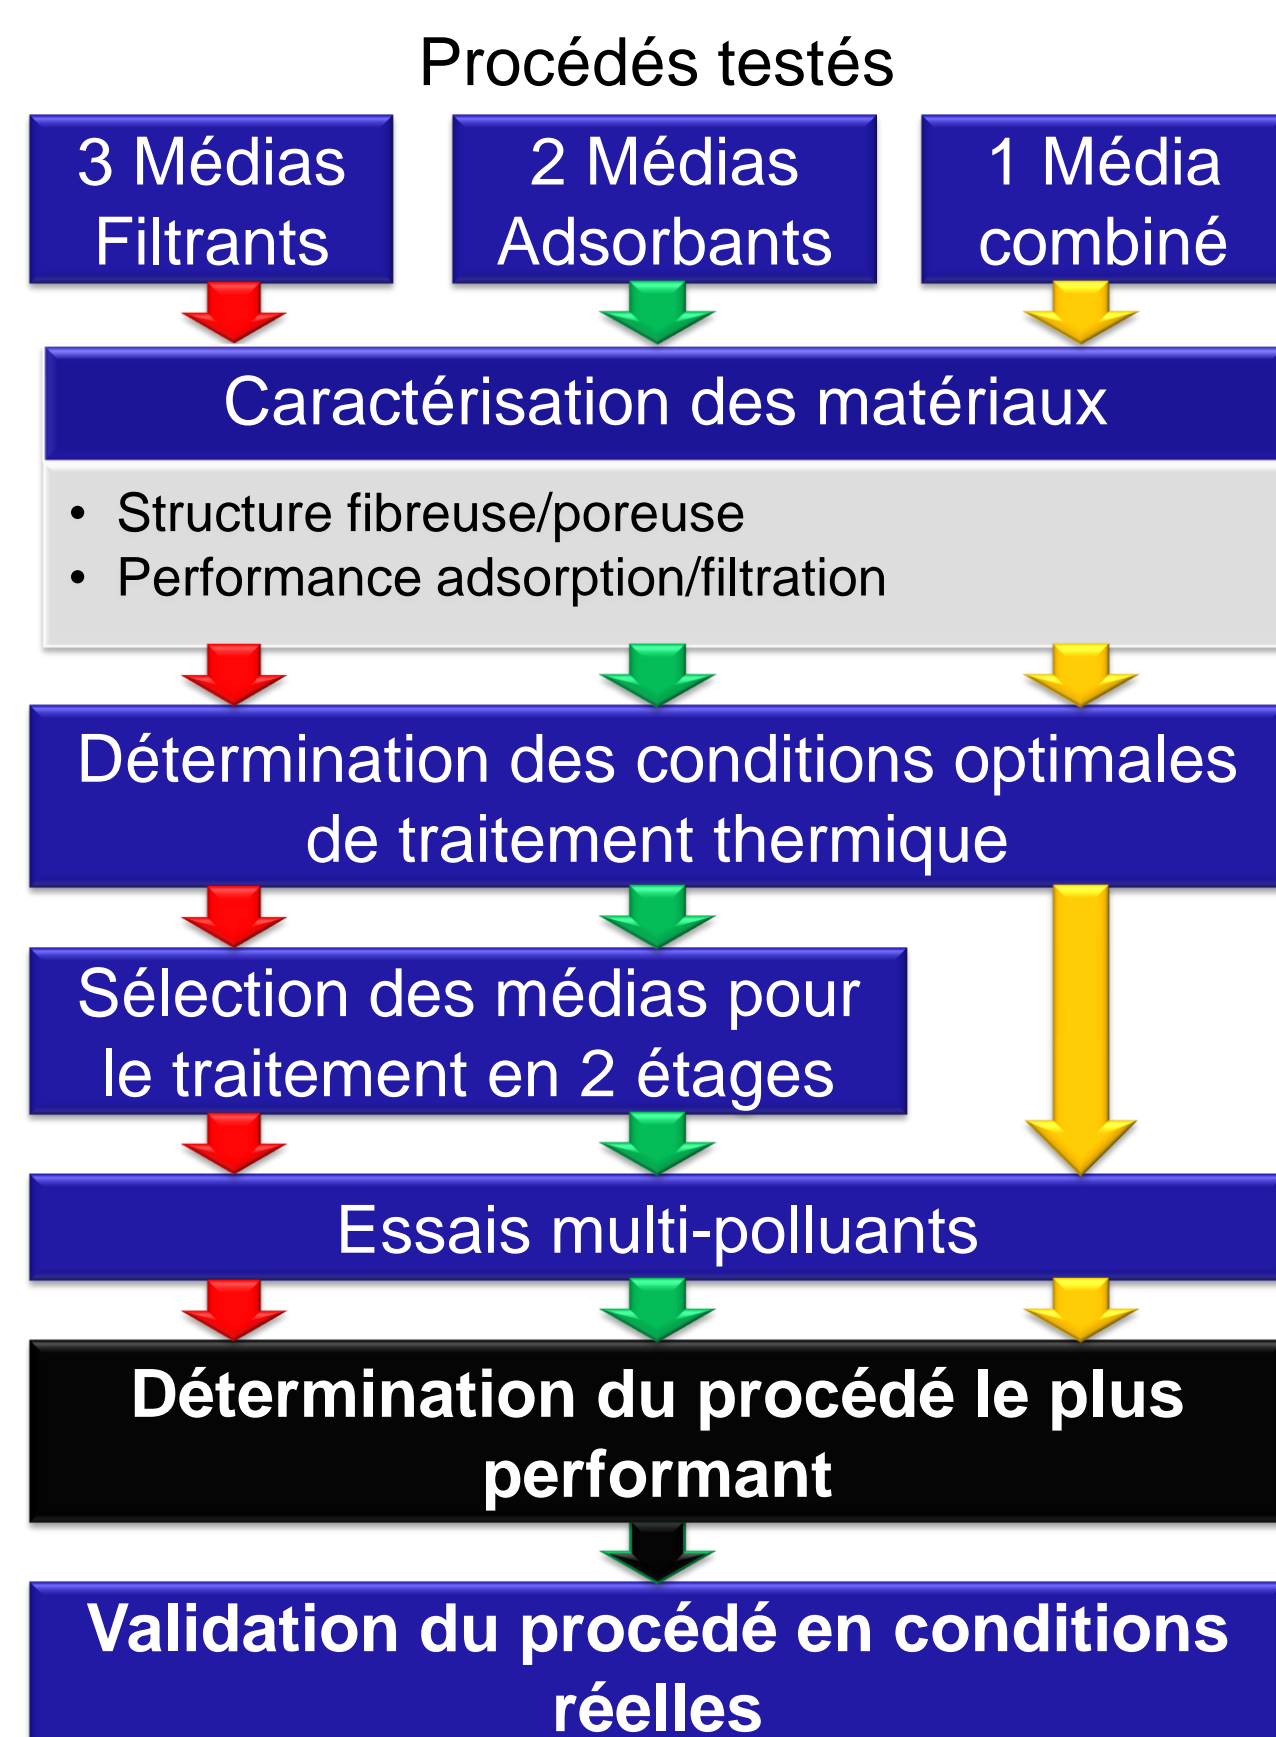 Procédés testés
3 Médias
Filtrants
2 Médias
Adsorbants
1 Média
combiné
Caractérisation des matériaux
• Structure fibreuse/poreuse
• Performance adsorption/filtration
Détermination des conditions optimales
de traitement thermique
Sélection des médias pour
le traitement en 2 étages
Essais multi-polluants
Détermination du procédé le plus
performant
Validation du procédé en conditions
réelles